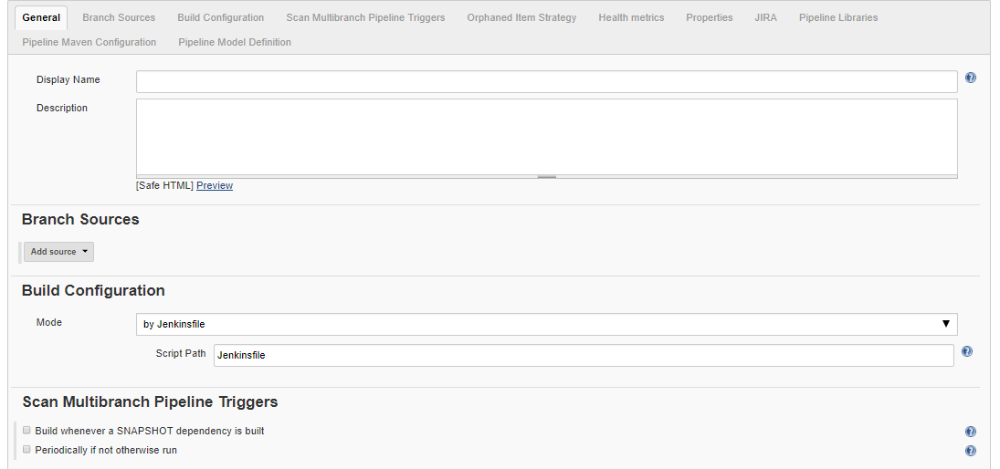 General Branch Sources Build Configuration Scan Multibranch Pipeline Triggers Orphaned Item Strategy Health metrics Properties JIRA Pipeline Libraries
Pipeline Maven Configuration Pipeline Model Definition
Display Name
Description
[Safe HTML] Preview
Branch Sources
Add source
Build Configuration
Mode by Jenkinsfile
Script Path Jenkinsfile
Scan Multibranch Pipeline Triggers
Build whenever a SNAPSHOT dependency is built
Periodically if not otherwise run